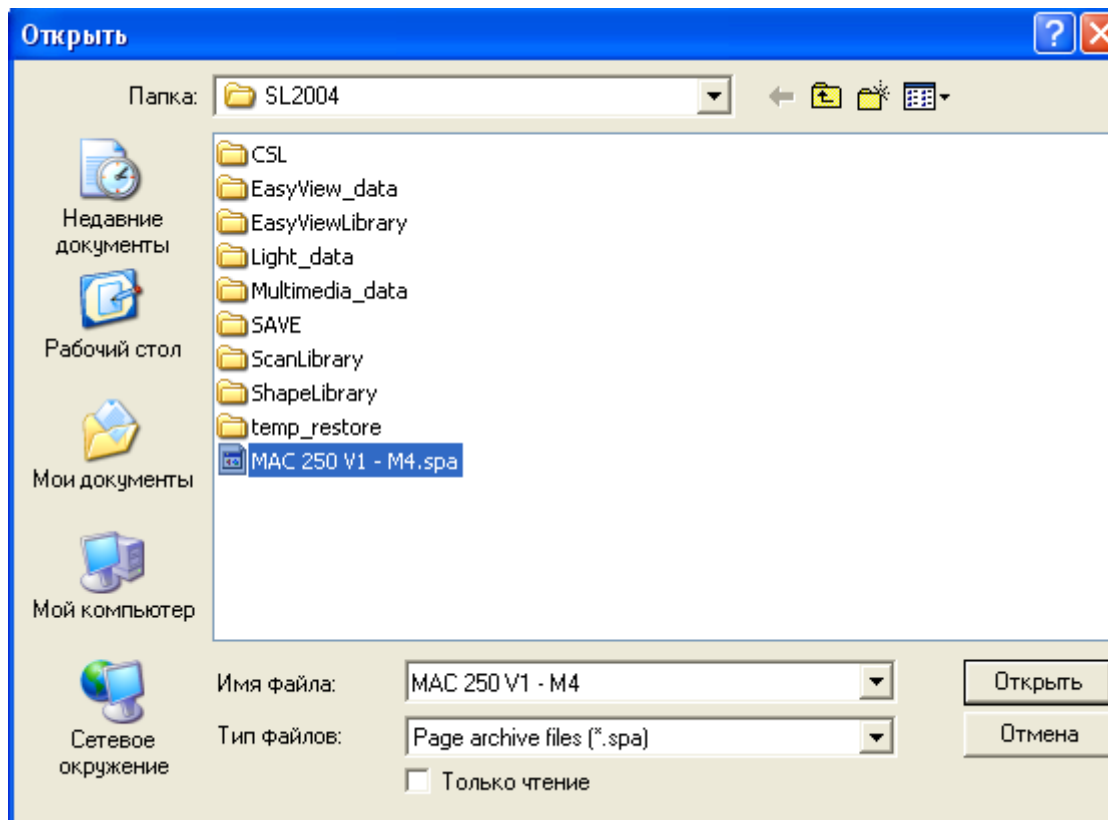 Открыть
Папка:
SL2004
CSL
EasyView_data
EasyViewLibrary
Light_data
Multimedia_data
SAVE
ScanLibrary
ShapeLibrary
temp_restore
MAC 250 V1 - M4.spa
Недавние
документы
Рабочий стол
Мои документы
Мой компьютер
Сетевое
окружение
Имя файла:
MAC 250 V1 - M4
Открыть
Тип файлов:
Page archive files (*.spa)
Отмена
Только чтение